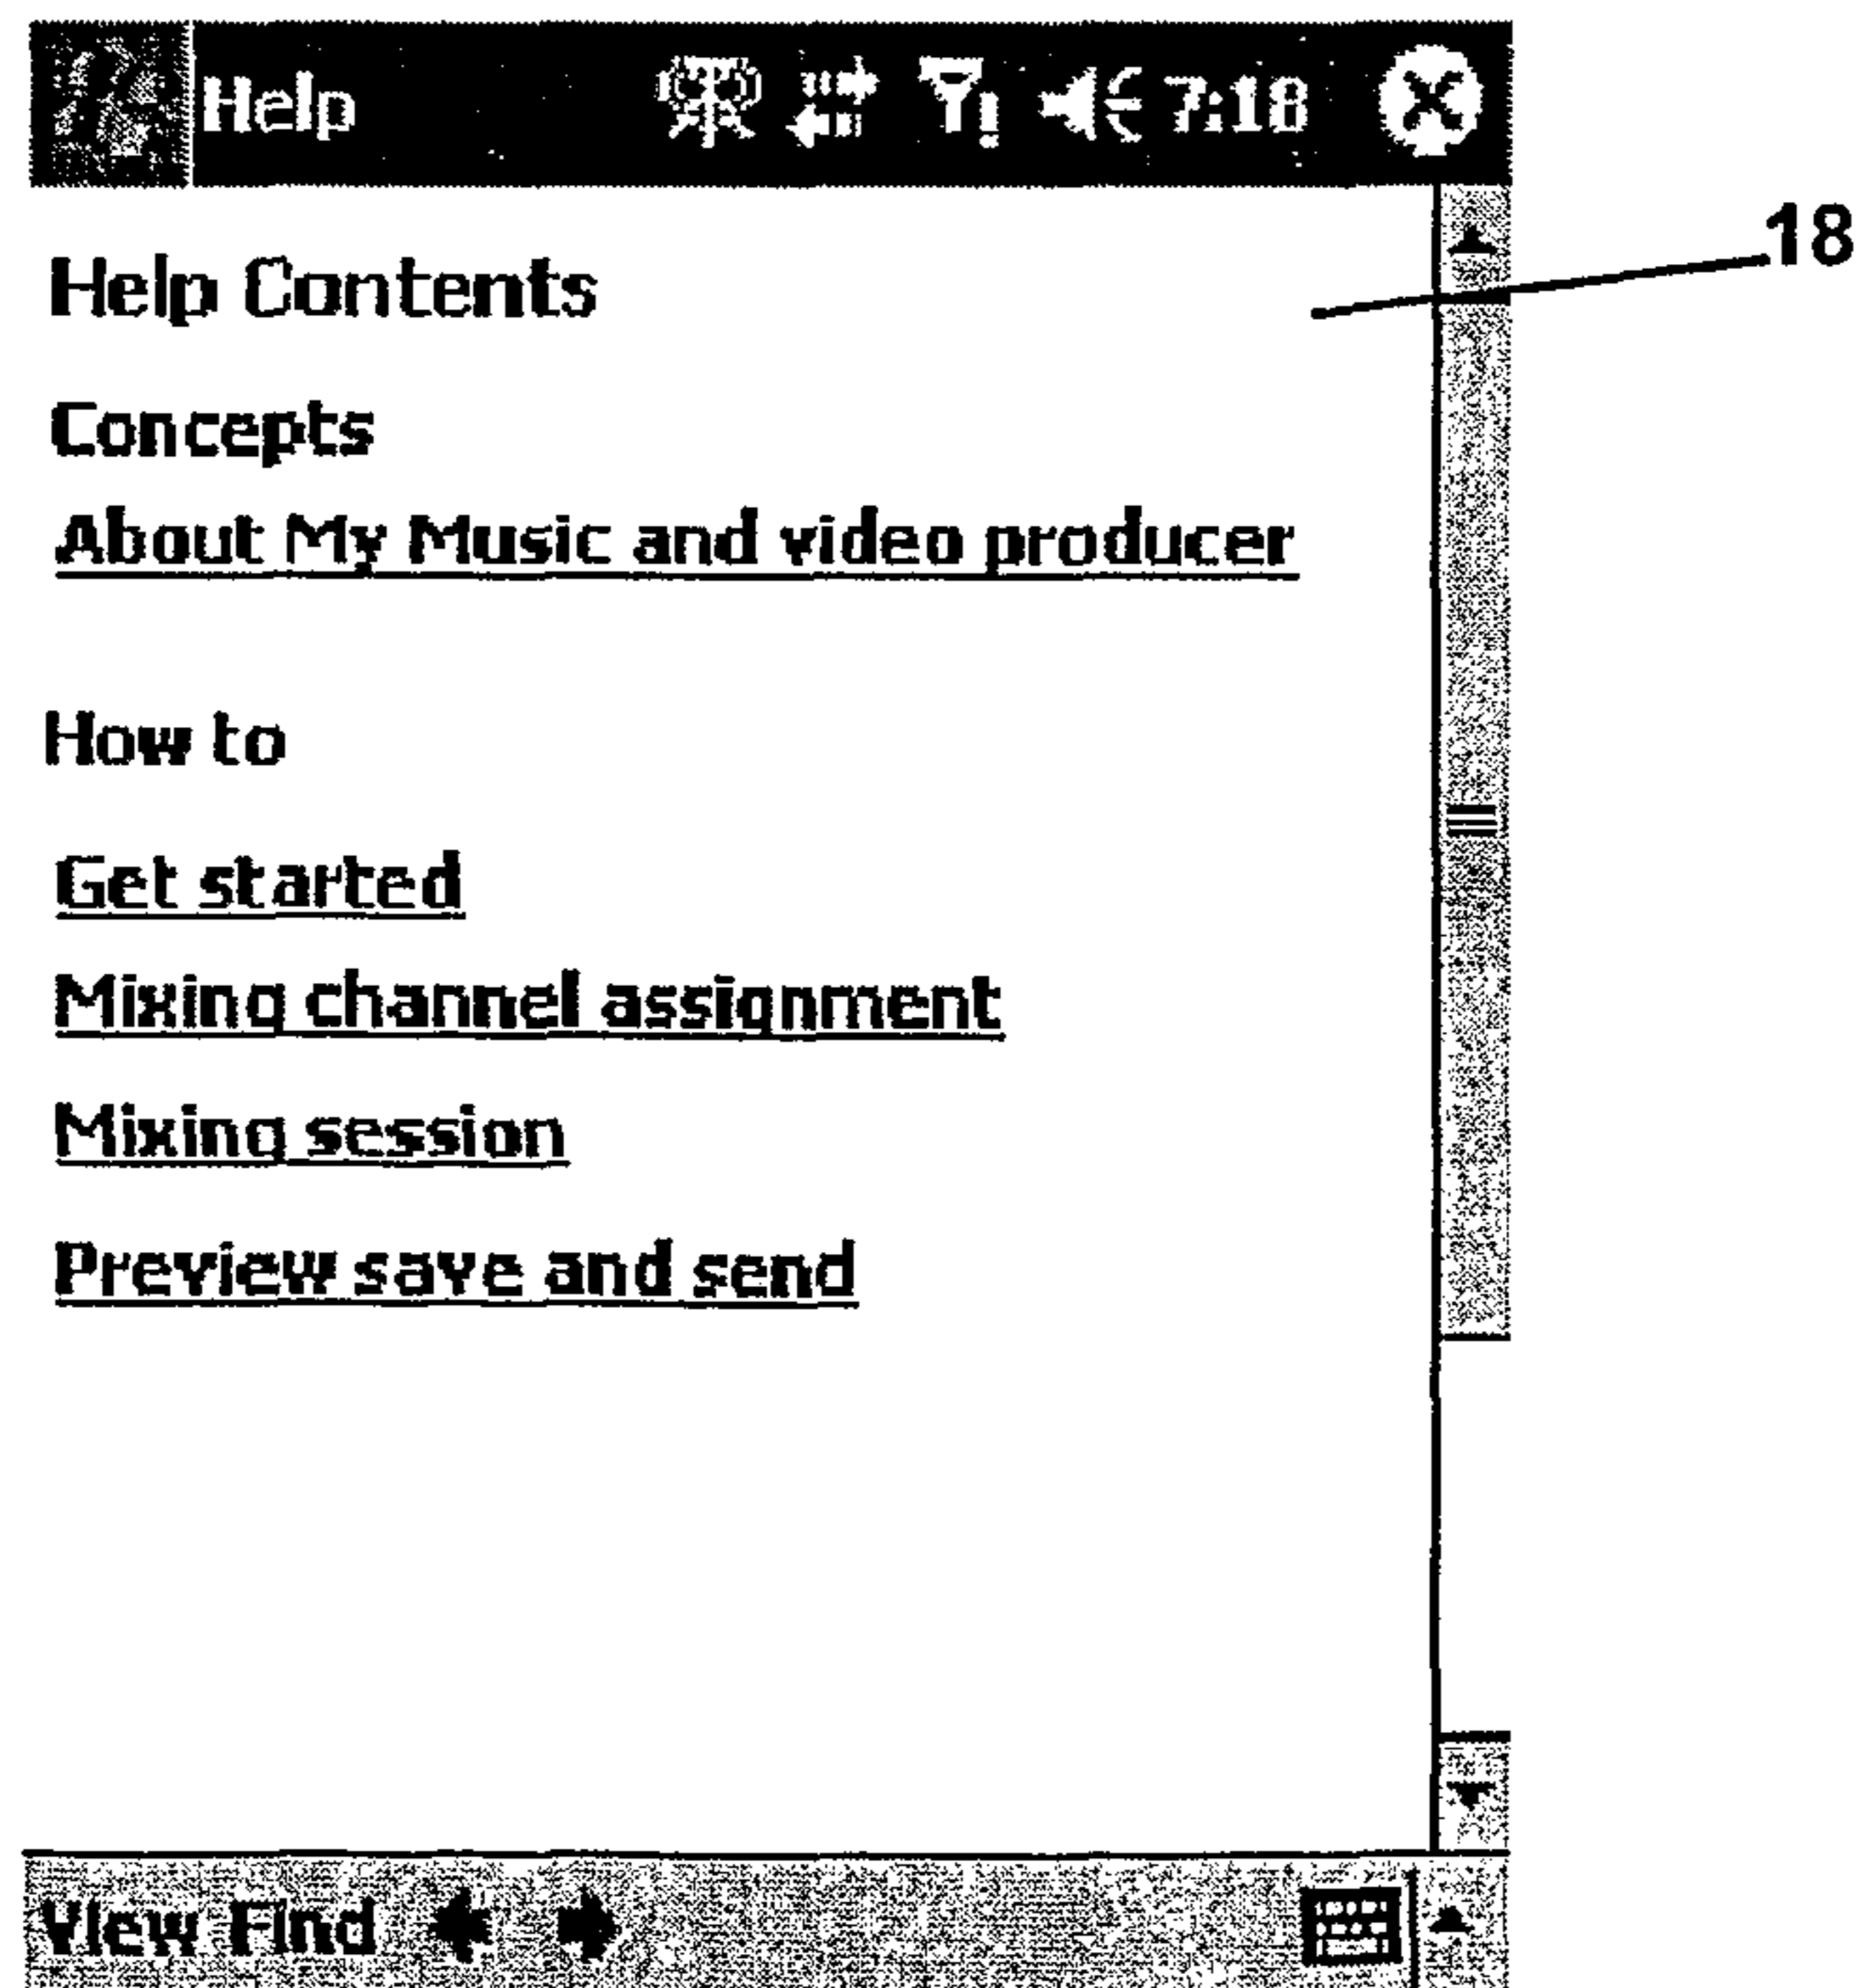 Help 7:18
18
Help Contents
Concepts
About My Music and video producer
How to
Get started
Mixing channel assignment
Mixing session
Preview save and send
View Find